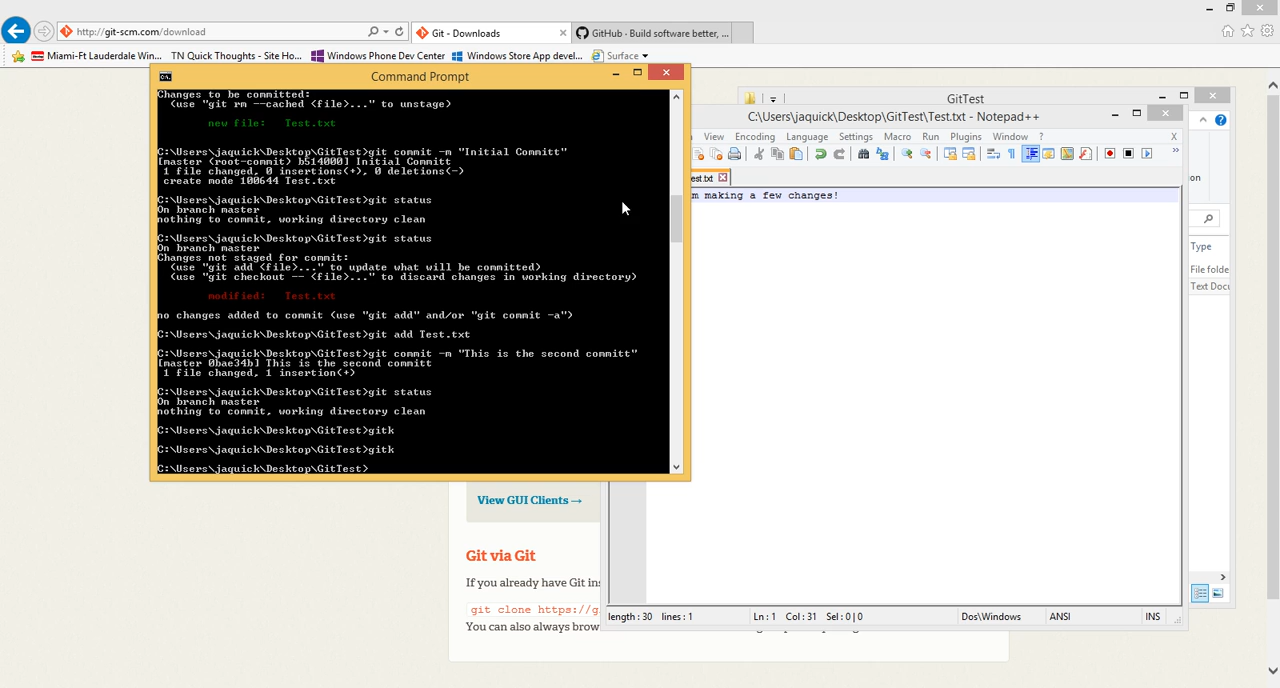 http://git-scm.com/download
Git - Downloads
GitHub · Build software better, ...
Miami-Ft Lauderdale Win...
TN Quick Thoughts - Site Ho...
Windows Phone Dev Center
Windows Store App devel...
Surface
Command Prompt
Changes to be committed:
(use "git rm --cached <file>..." to unstage)
new file: Test.txt
C:\Users\jaquick\Desktop\GitTest>git commit -m "Initial Committ"
[master (root-commit) b514000] Initial Committ
1 file changed, 0 insertions(+), 0 deletions(-)
create mode 100644 Test.txt
C:\Users\jaquick\Desktop\GitTest>git status
On branch master
nothing to commit, working directory clean
C:\Users\jaquick\Desktop\GitTest>git status
On branch master
Changes not staged for commit:
(use "git add <file>..." to update what will be committed)
(use "git checkout -- <file>..." to discard changes in working directory)
modified: Test.txt
no changes added to commit (use "git add" and/or "git commit -a")
C:\Users\jaquick\Desktop\GitTest>git add Test.txt
C:\Users\jaquick\Desktop\GitTest>git commit -m "This is the second committ"
[master 0bae34b] This is the second committ
1 file changed, 1 insertion(+)
C:\Users\jaquick\Desktop\GitTest>git status
On branch master
nothing to commit, working directory clean
C:\Users\jaquick\Desktop\GitTest>gitk
C:\Users\jaquick\Desktop\GitTest>gitk
C:\Users\jaquick\Desktop\GitTest>
GitTest
C:\Users\jaquick\Desktop\GitTest\Test.txt - Notepad++
View Encoding Language Settings Macro Run Plugins Window ? X
est.txt
m making a few changes!
on
Type
File folde
Text Docu
length : 30 lines : 1
Ln : 1 Col : 31 Sel : 0 | 0
Dos\Windows
ANSI
INS
View GUI Clients →
Git via Git
If you already have Git ins
git clone https://g
You can also always brow